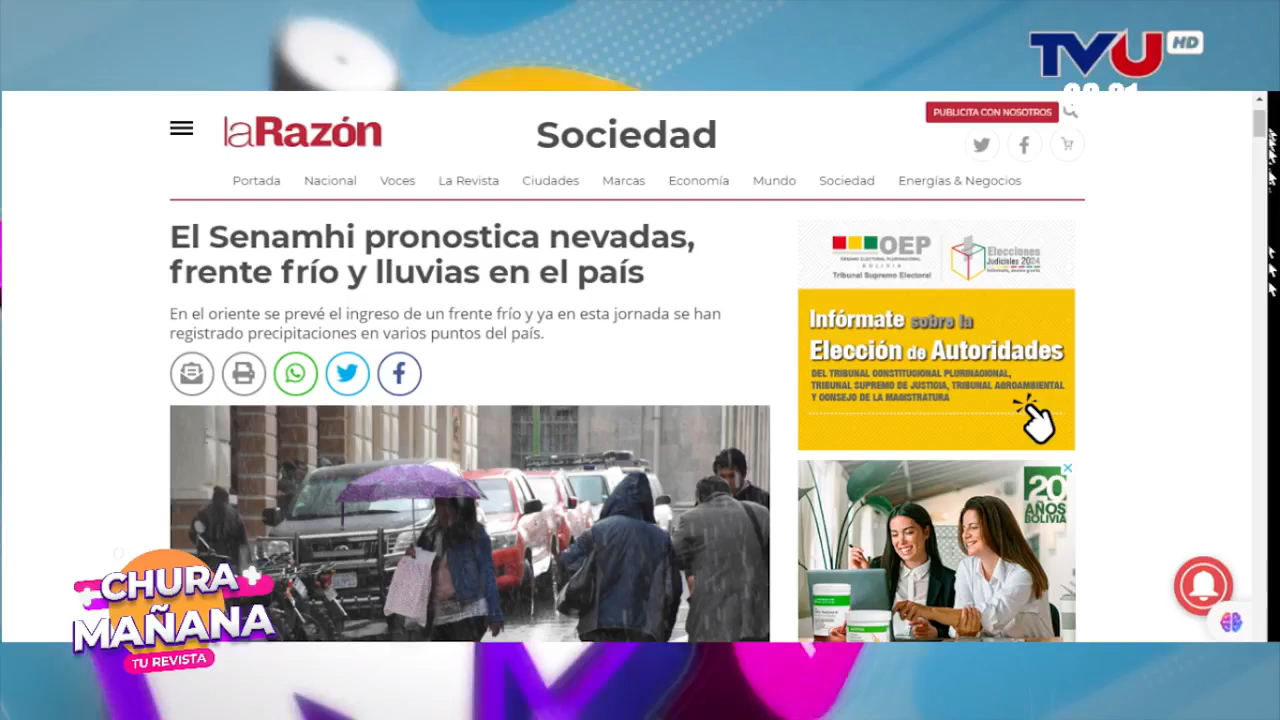 TVU HD
PUBLICITA CON NOSOTROS
laRazón
Sociedad
Portada Nacional Voces La Revista Ciudades Marcas Economía Mundo Sociedad Energías & Negocios
El Senamhi pronostica nevadas,
frente frío y lluvias en el país
En el oriente se prevé el ingreso de un frente frío y ya en esta jornada se han
registrado precipitaciones en varios puntos del país.
OEP
ÓRGANO ELECTORAL PLURINACIONAL
BOLIVIA
Tribunal Supremo Electoral
Elecciones
Judiciales 2024
Infórmate sobre la
Elección de Autoridades
DEL TRIBUNAL CONSTITUCIONAL PLURINACIONAL,
TRIBUNAL SUPREMO DE JUSTICIA, TRIBUNAL AGROAMBIENTAL
Y CONSEJO DE LA MAGISTRATURA
20
AÑOS
BOLIVIA
CHURA
MAÑANA
TU REVISTA